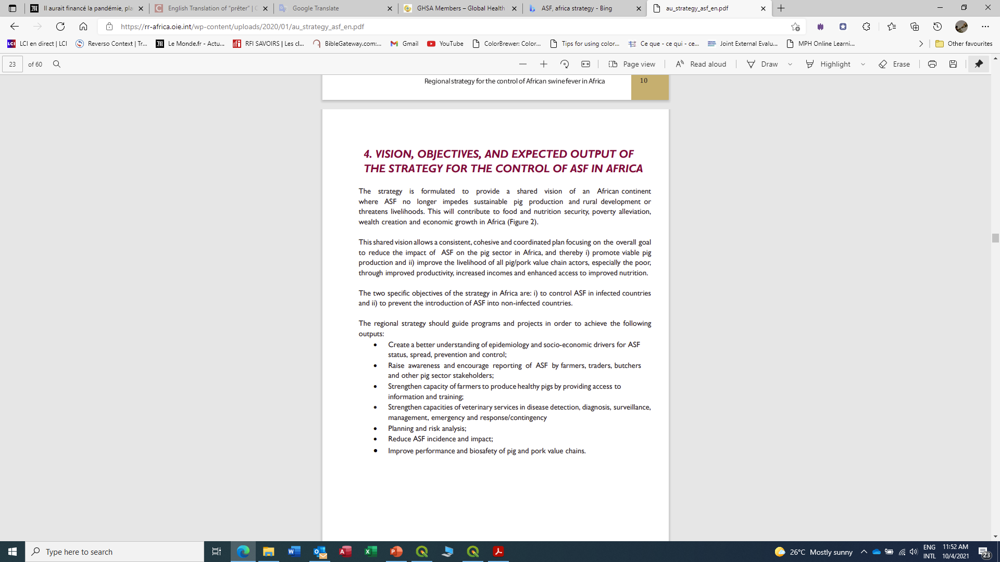 Il aurait financé la pandémie, pla
English Translation of “prêter” | C
Google Translate
GHSA Members – Global Health
ASF, africa strategy - Bing
au_strategy_asf_en.pdf
https://rr-africa.oie.int/wp-content/uploads/2020/01/au_strategy_asf_en.pdf
LCI en direct | LCI
Reverso Context | Tr...
Le Monde.fr - Actu...
RFI SAVOIRS | Les cl...
BibleGateway.com:...
Gmail
YouTube
ColorBrewer: Color...
Tips for using color...
Ce que - ce qui - ce...
Joint External Evalu...
MPH Online Learni...
Other favourites
23 of 60
Page view
Read aloud
Draw
Highlight
Erase
Regional strategy for the control of African swine fever in Africa 10
4. VISION, OBJECTIVES, AND EXPECTED OUTPUT OF
THE STRATEGY FOR THE CONTROL OF ASF IN AFRICA
The strategy is formulated to provide a shared vision of an African continent
where ASF no longer impedes sustainable pig production and rural development or
threatens livelihoods. This will contribute to food and nutrition security, poverty alleviation,
wealth creation and economic growth in Africa (Figure 2).
This shared vision allows a consistent, cohesive and coordinated plan focusing on the overall goal
to reduce the impact of ASF on the pig sector in Africa, and thereby i) promote viable pig
production and ii) improve the livelihood of all pig/pork value chain actors, especially the poor,
through improved productivity, increased incomes and enhanced access to improved nutrition.
The two specific objectives of the strategy in Africa are: i) to control ASF in infected countries
and ii) to prevent the introduction of ASF into non-infected countries.
The regional strategy should guide programs and projects in order to achieve the following
outputs:
• Create a better understanding of epidemiology and socio-economic drivers for ASF
status, spread, prevention and control;
• Raise awareness and encourage reporting of ASF by farmers, traders, butchers
and other pig sector stakeholders;
• Strengthen capacity of farmers to produce healthy pigs by providing access to
information and training;
• Strengthen capacities of veterinary services in disease detection, diagnosis, surveillance,
management, emergency and response/contingency
• Planning and risk analysis;
• Reduce ASF incidence and impact;
• Improve performance and biosafety of pig and pork value chains.
Type here to search
26°C Mostly sunny
ENG
INTL
11:52 AM
10/4/2021
23